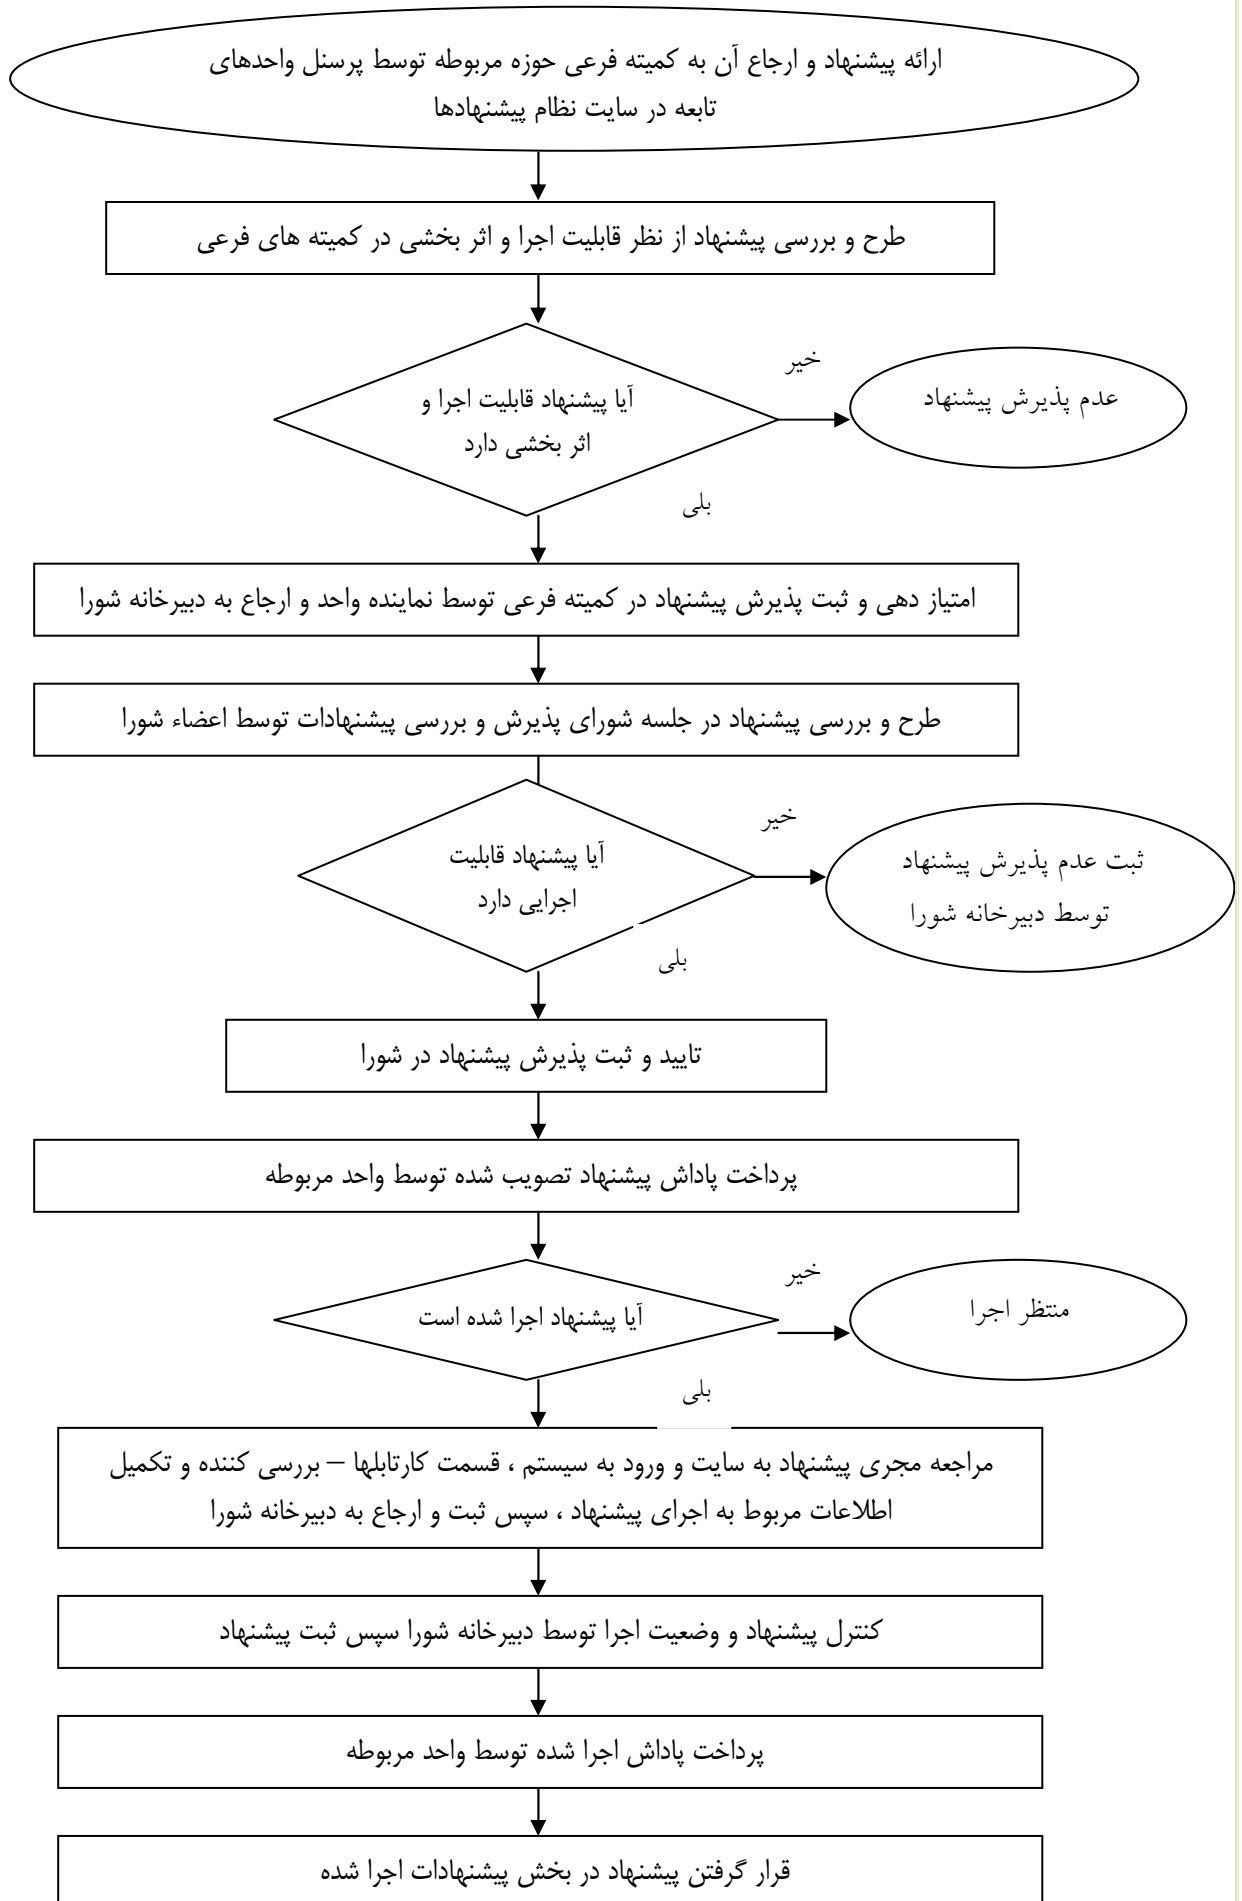 ارائه پیشنهاد و ارجاع آن به کمیته فرعی حوزه مربوطه توسط پرسنل واحدهای
تابعه در سایت نظام پیشنهادها
طرح و بررسی پیشنهاد از نظر قابلیت اجرا و اثر بخشی در کمیته های فرعی
خیر
آیا پیشنهاد قابلیت اجرا و
اثر بخشی دارد
عدم پذیرش پیشنهاد
بلی
امتیاز دهی و ثبت پذیرش پیشنهاد در کمیته فرعی توسط نماینده واحد و ارجاع به دبیرخانه شورا
طرح و بررسی پیشنهاد در جلسه شورای پذیرش و بررسی پیشنهادات توسط اعضاء شورا
خیر
آیا پیشنهاد قابلیت
اجرایی دارد
ثبت عدم پذیرش پیشنهاد
توسط دبیرخانه شورا
بلی
تایید و ثبت پذیرش پیشنهاد در شورا
پرداخت پاداش پیشنهاد تصویب شده توسط واحد مربوطه
خیر
آیا پیشنهاد اجرا شده است
منتظر اجرا
بلی
مراجعه مجری پیشنهاد به سایت و ورود به سیستم ، قسمت کارتابلها – بررسی کننده و تکمیل
اطلاعات مربوط به اجرای پیشنهاد ، سپس ثبت و ارجاع به دبیرخانه شورا
کنترل پیشنهاد و وضعیت اجرا توسط دبیرخانه شورا سپس ثبت پیشنهاد
پرداخت پاداش اجرا شده توسط واحد مربوطه
قرار گرفتن پیشنهاد در بخش پیشنهادات اجرا شده